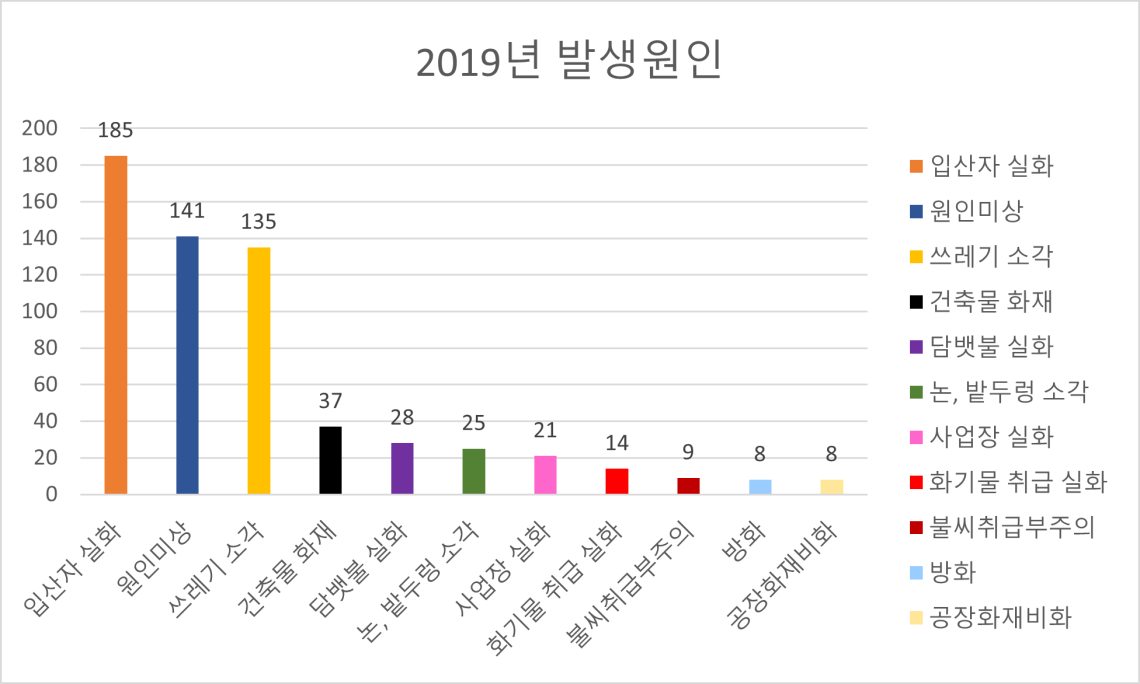 2019년 발생원인
200
180
160
140
120
100
80
60
40
20
0
185
141
135
37
28
25
21
14
9
8
8
입산자 실화
원인미상
쓰레기 소각
건축물 화재
담뱃불 실화
논, 밭두렁 소각
사업장 실화
화기물 취급 실화
불씨취급부주의
방화
공장화재비화
입산자 실화
원인미상
쓰레기 소각
건축물 화재
담뱃불 실화
논, 밭두렁 소각
사업장 실화
화기물 취급 실화
불씨취급부주의
방화
공장화재비화